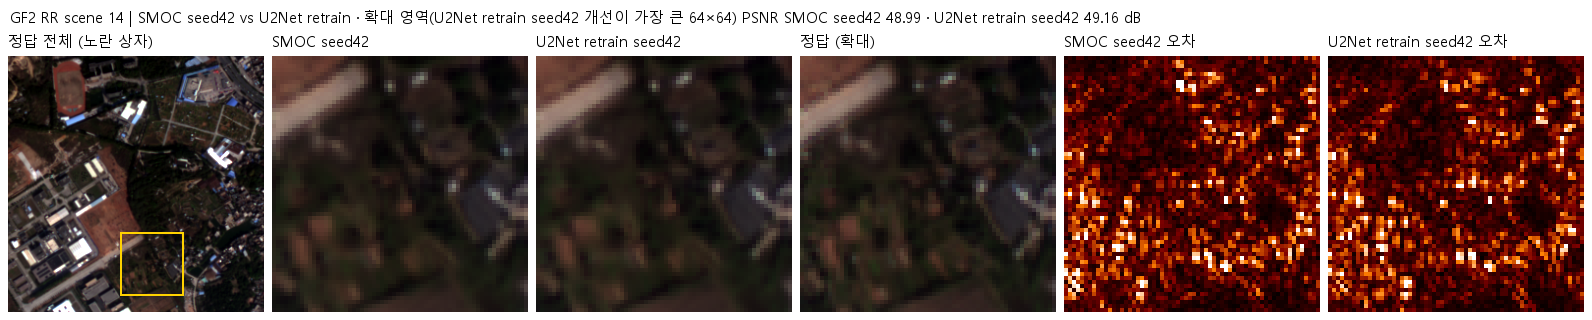 GF2 RR scene 14 | SMOC seed42 vs U2Net retrain · 확대 영역(U2Net retrain seed42 개선이 가장 큰 64×64) PSNR SMOC seed42 48.99 · U2Net retrain seed42 49.16 dB
정답 전체 (노란 상자)
SMOC seed42
U2Net retrain seed42
정답 (확대)
SMOC seed42 오차
U2Net retrain seed42 오차